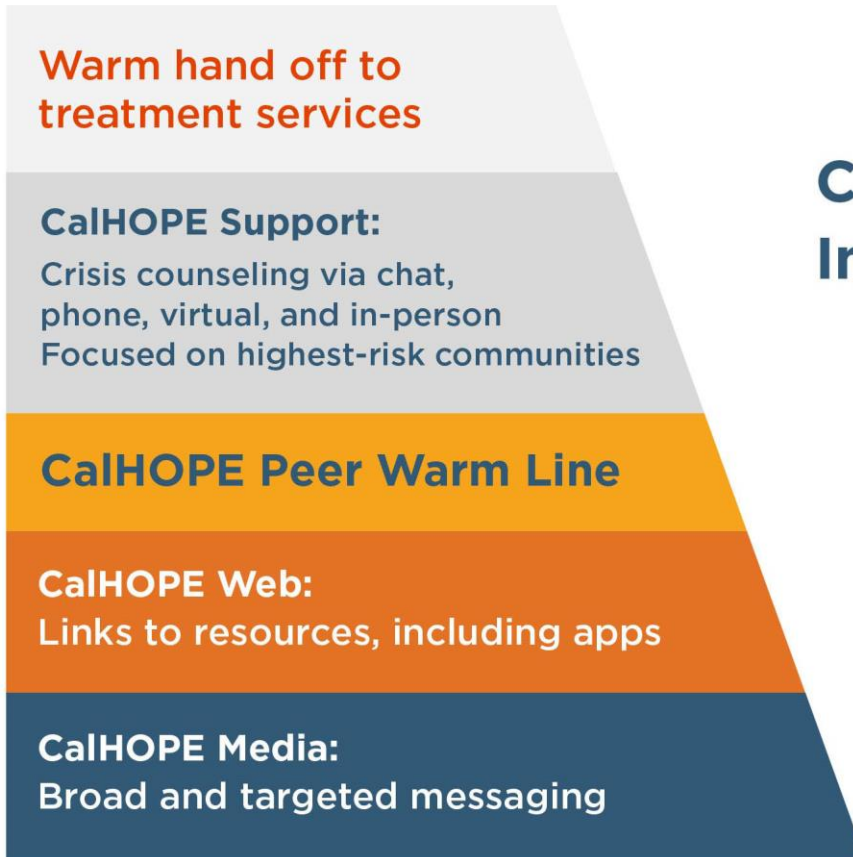 Warm hand off to
treatment services
CalHOPE Support:
Crisis counseling via chat,
phone, virtual, and in-person
Focused on highest-risk communities
CalHOPE Peer Warm Line
CalHOPE Web:
Links to resources, including apps
CalHOPE Media:
Broad and targeted messaging